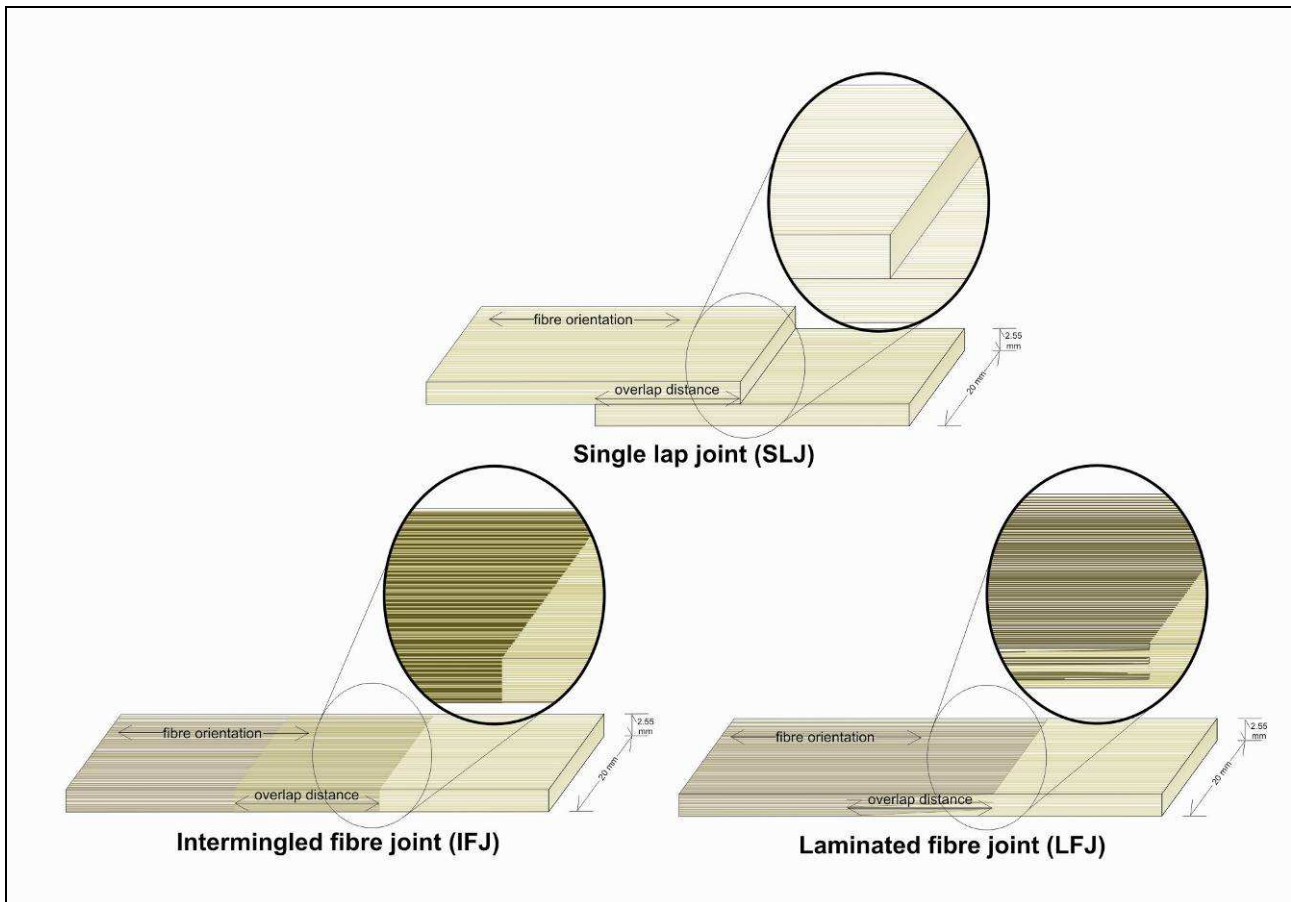 fibre orientation
2.55
mm
overlap distance
20 mm
Single lap joint (SLJ)
fibre orientation
2.55
mm
20 mm
overlap distance
Intermingled fibre joint (IFJ)
fibre orientation
2.55
mm
20 mm
overlap distance
Laminated fibre joint (LFJ)